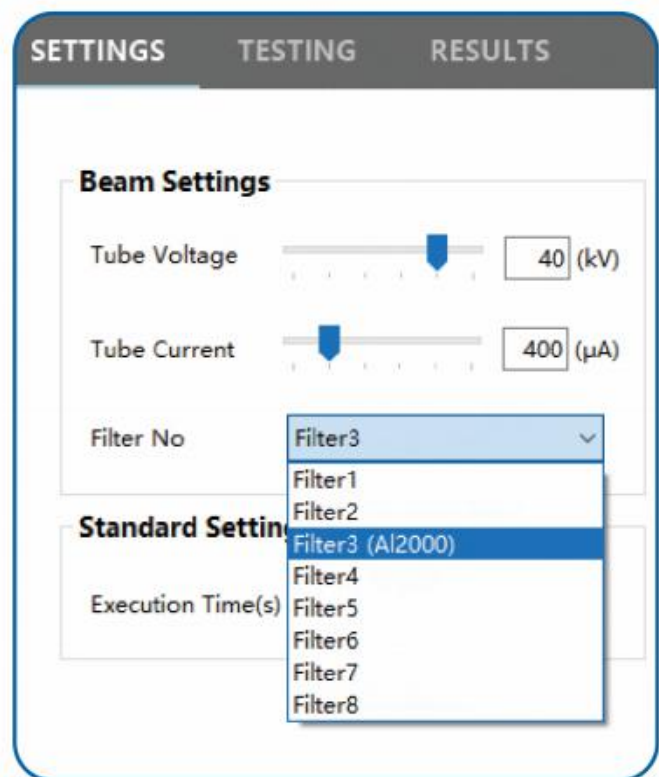 SETTINGS TESTING RESULTS
Beam Settings
Tube Voltage 40 (kV)
Tube Current 400 (μA)
Filter No Filter3
Filter1
Filter2
Standard Setting
Filter3 (Al2000)
Filter4
Execution Time(s)
Filter5
Filter6
Filter7
Filter8